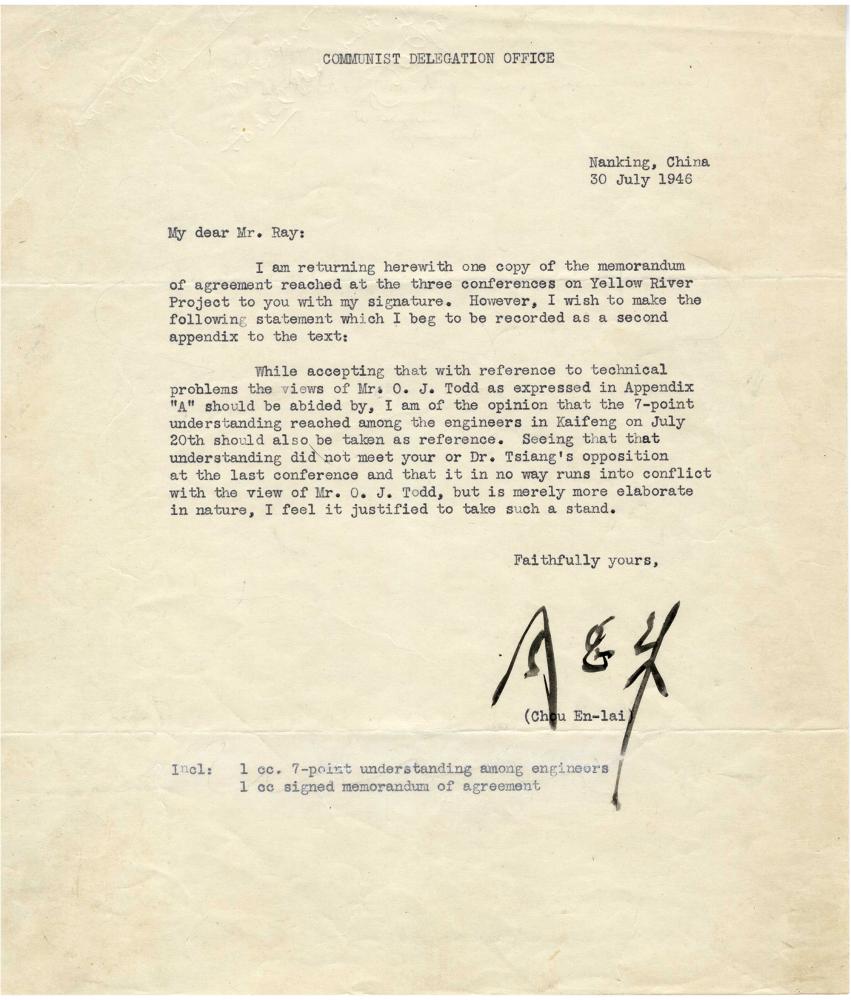 COMMUNIST DELEGATION OFFICE
Nanking, China
30 July 1946
My dear Mr. Ray:
I am returning herewith one copy of the memorandum
of agreement reached at the three conferences on Yellow River
Project to you with my signature. However, I wish to make the
following statement which I beg to be recorded as a second
appendix to the text:
While accepting that with reference to technical
problems the views of Mr. O. J. Todd as expressed in Appendix
"A" should be abided by, I am of the opinion that the 7-point
understanding reached among the engineers in Kaifeng on July
20th should also be taken as reference. Seeing that that
understanding did not meet your or Dr. Tsiang's opposition
at the last conference and that it in no way runs into conflict
with the view of Mr. O. J. Todd, but is merely more elaborate
in nature, I feel it justified to take such a stand.
Faithfully yours,
周恩来
(Chou En-lai)
Incl: 1 cc. 7-point understanding among engineers
1 cc signed memorandum of agreement